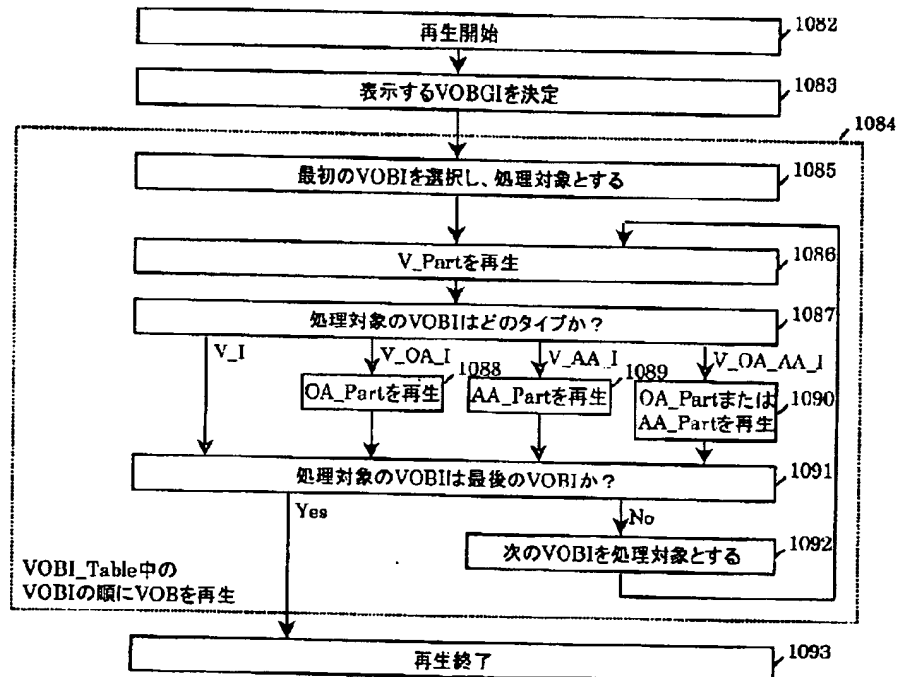 再生開始
1082
表示するVOBGIを決定
1083
1084
最初のVOBIを選択し、処理対象とする
1085
V_Partを再生
1086
処理対象のVOBIはどのタイプか？
1087
V_I
V_OA_I
V_AA_I
V_OA_AA_I
1088
1089
OA_Partを再生
AA_Partを再生
OA_Partまたは
AA_Partを再生
1090
処理対象のVOBIは最後のVOBIか？
1091
Yes
No
次のVOBIを処理対象とする
1092
VOBI_Table中の
VOBIの順にVOBを再生
再生終了
1093